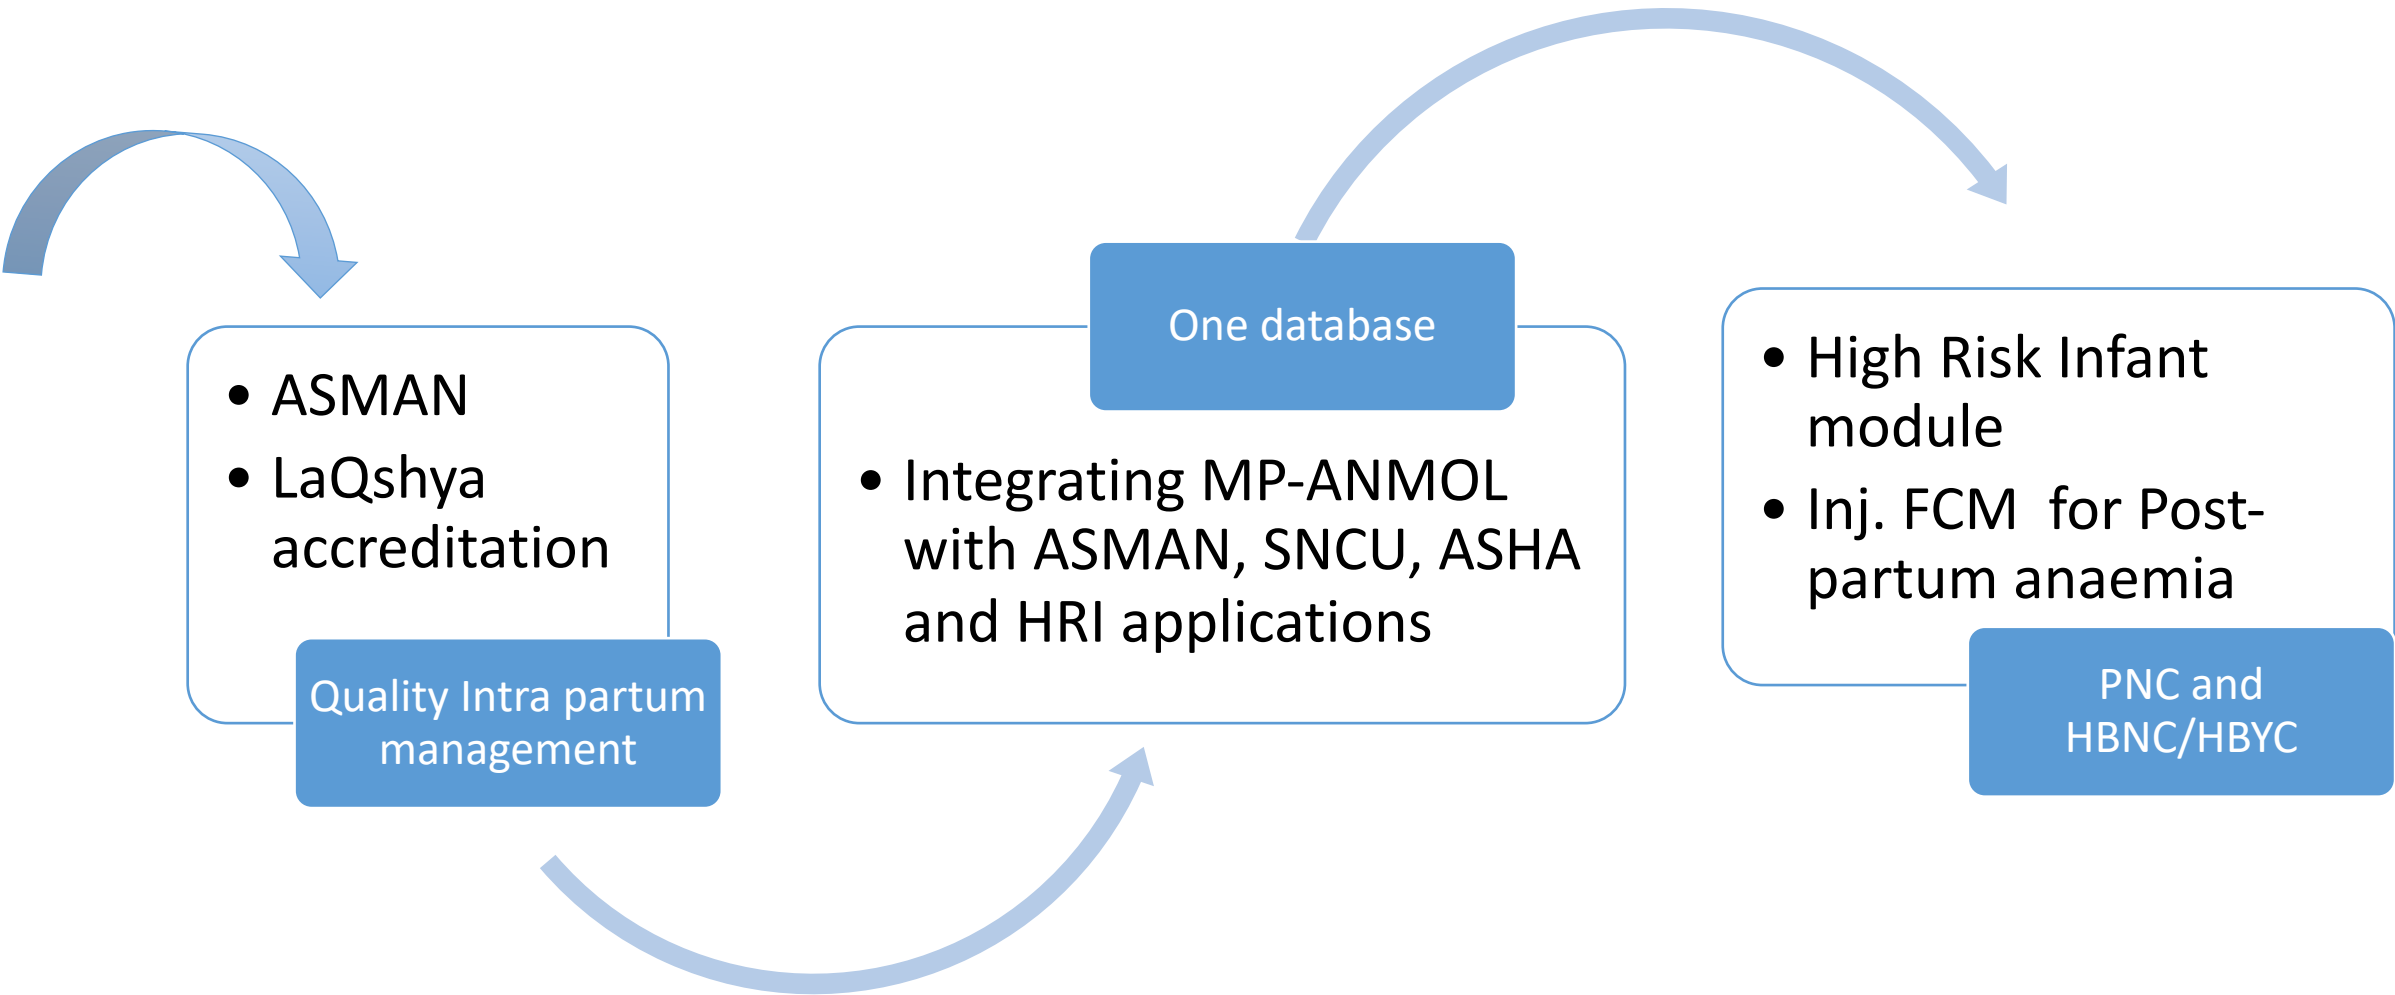 • ASMAN
• LaQshya
accreditation
Quality Intra partum
management
One database
• Integrating MP-ANMOL
with ASMAN, SNCU, ASHA
and HRI applications
• High Risk Infant
module
• Inj. FCM  for Post-
partum anaemia
PNC and
HBNC/HBYC